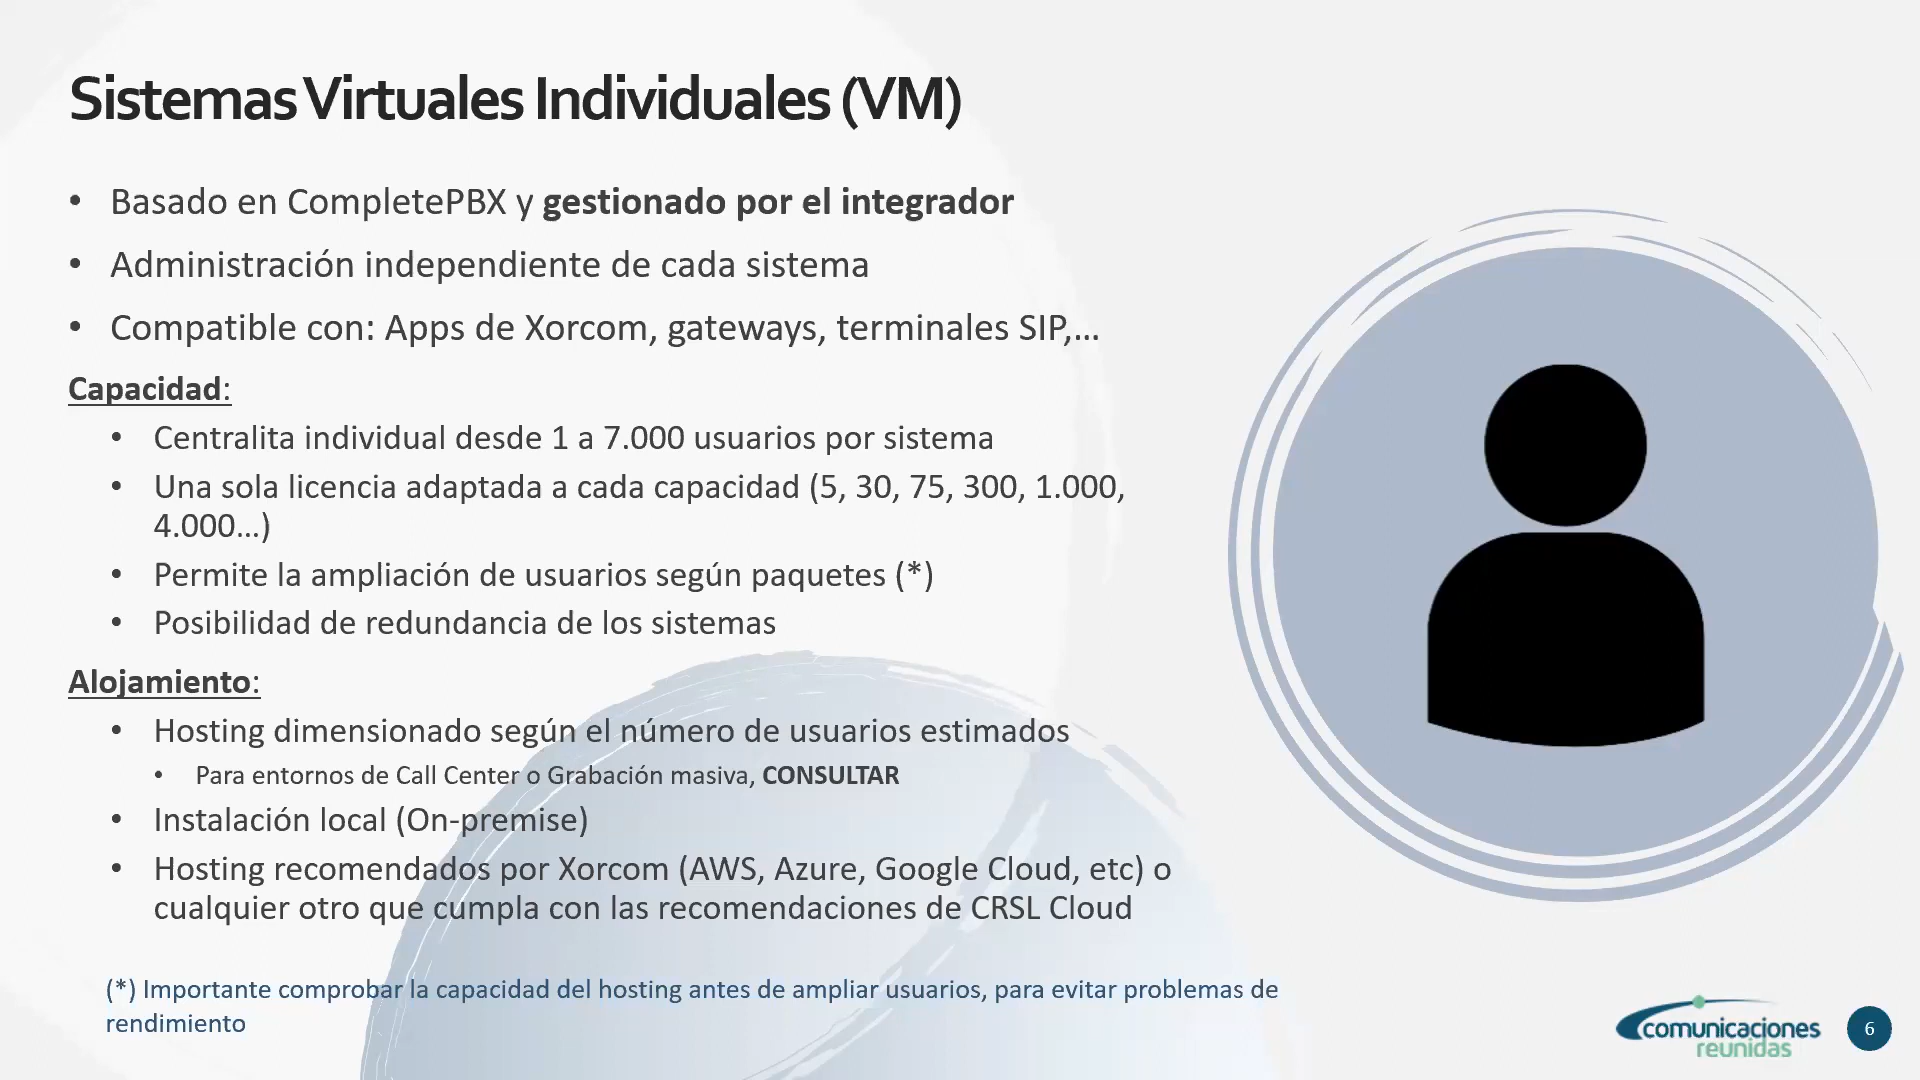 Sistemas Virtuales Individuales (VM)
• Basado en CompletePBX y gestionado por el integrador
• Administración independiente de cada sistema
• Compatible con: Apps de Xorcom, gateways, terminales SIP,...
Capacidad:
• Centralita individual desde 1 a 7.000 usuarios por sistema
• Una sola licencia adaptada a cada capacidad (5, 30, 75, 300, 1.000,
4.000...)
• Permite la ampliación de usuarios según paquetes (*)
• Posibilidad de redundancia de los sistemas
Alojamiento:
• Hosting dimensionado según el número de usuarios estimados
• Para entornos de Call Center o Grabación masiva, CONSULTAR
• Instalación local (On-premise)
• Hosting recomendados por Xorcom (AWS, Azure, Google Cloud, etc) o
cualquier otro que cumpla con las recomendaciones de CRSL Cloud
(*) Importante comprobar la capacidad del hosting antes de ampliar usuarios, para evitar problemas de
rendimiento
comunicaciones
reunidas
6